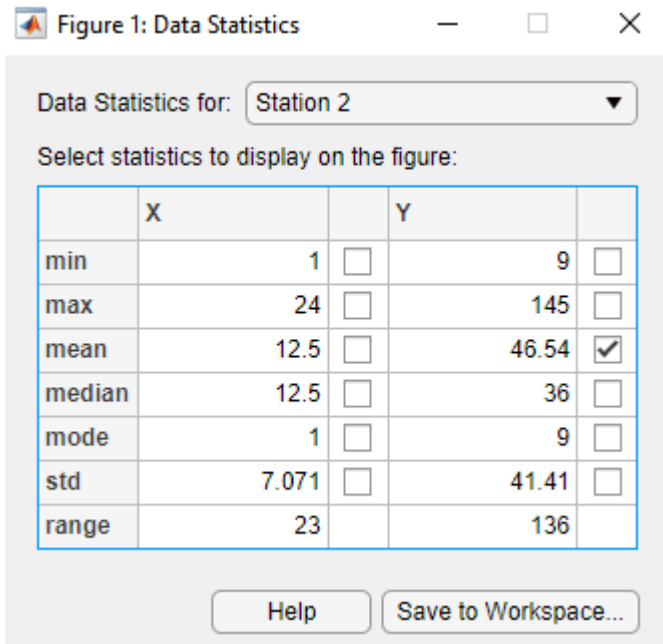 Figure 1: Data Statistics
Data Statistics for: Station 2
Select statistics to display on the figure:
X Y
min 1 9
max 24 145
mean 12.5 46.54
median 12.5 36
mode 1 9
std 7.071 41.41
range 23 136
Help Save to Workspace...